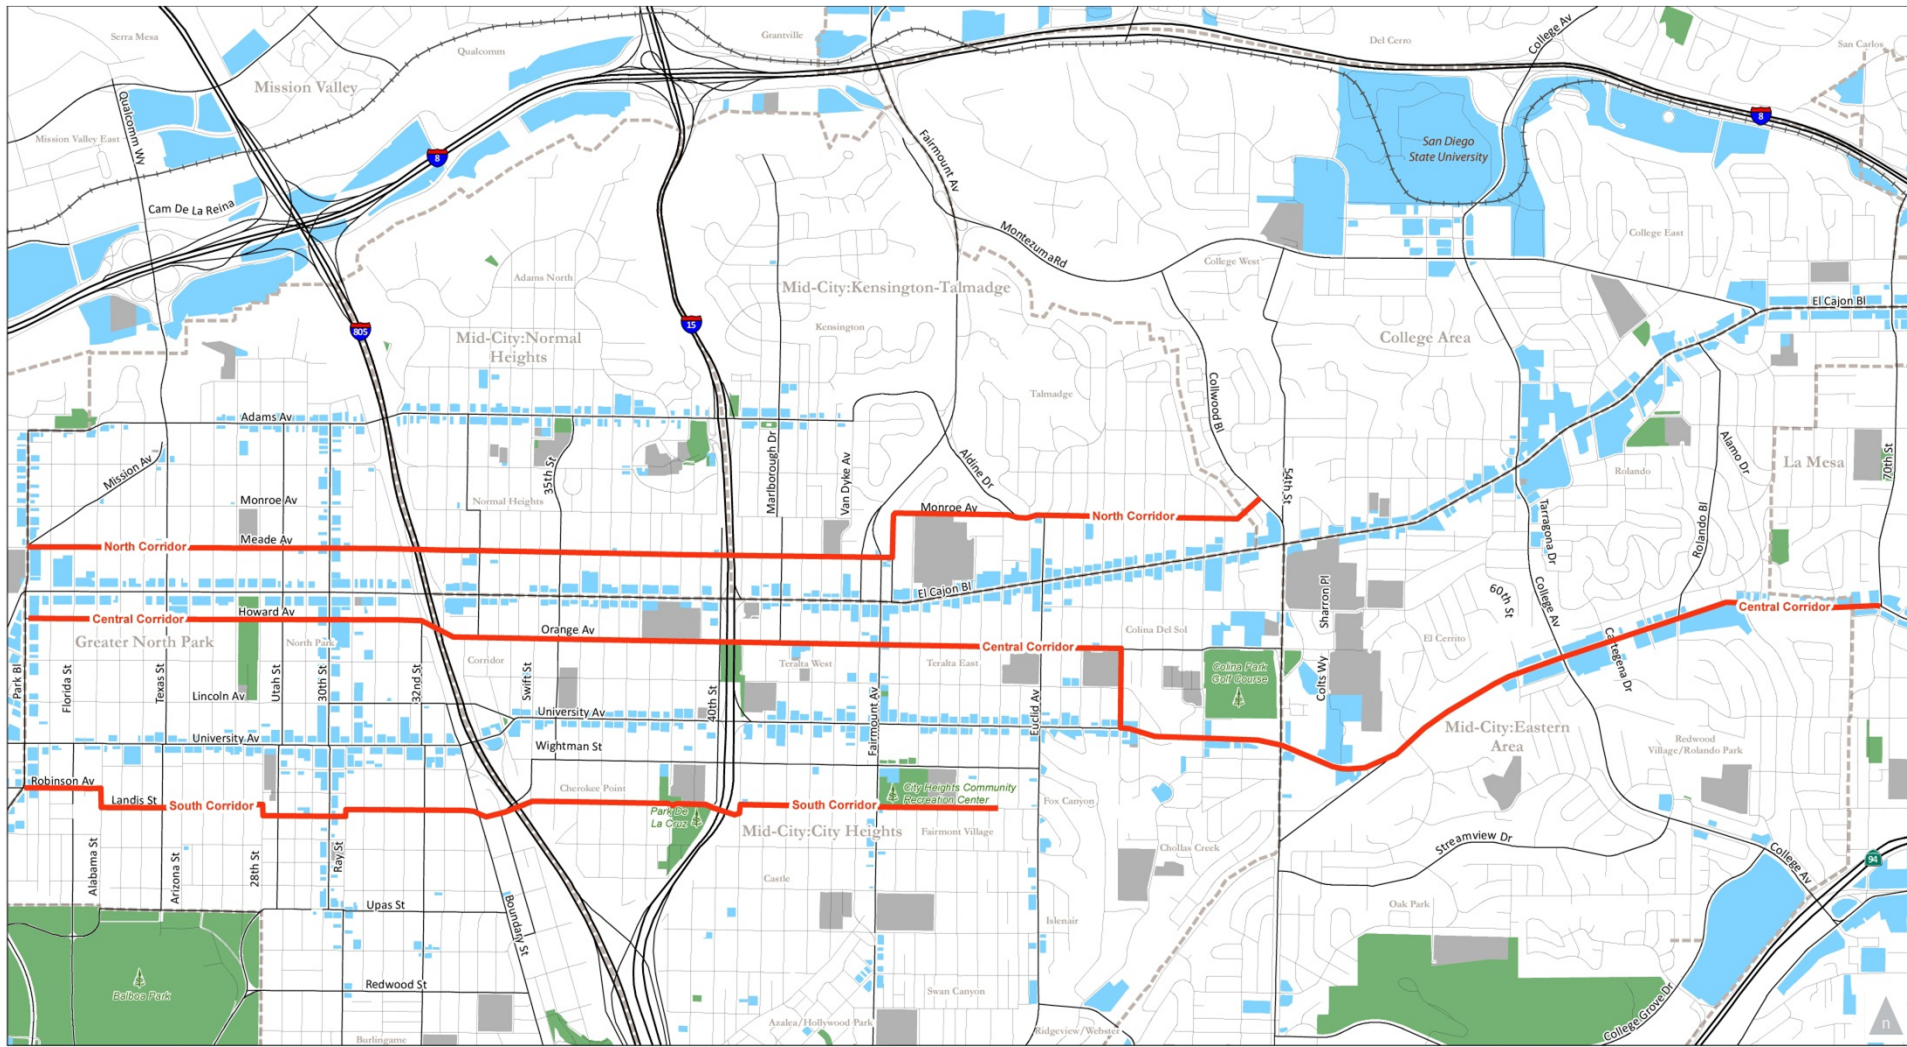 Serra Mesa
Qualcomm
Grantville
Del Cerro
College Av
San Carlos
Mission Valley
Qualcomm Wy
Mission Valley East
8
8
Fairmount Av
San Diego
State University
Cam De La Reina
Montezuma Rd
College West
College East
Adams North
Mid-City:Kensington-Talmadge
El Cajon Bl
805
15
Kensington
Mid-City:Normal
Heights
College Area
Collwood Bl
Talmadge
Adams Av
Marlborough Dr
Van Dyke Av
Aldine Dr
54th St
Rolando
Alamo Dr
La Mesa
70th St
Mission Av
35th St
Monroe Av
Normal Heights
Monroe Av
North Corridor
Tarragona Dr
Rolando Bl
North Corridor
Meade Av
El Cajon Bl
Sharron Pl
60th St
College Av
Howard Av
Central Corridor
Central Corridor
Greater North Park
North Park
Orange Av
Central Corridor
Colina Del Sol
El Cerrito
Cartegena Dr
Corridor
Teralta West
Teralta East
Colina Park
Golf Course
Park Bl
Florida St
Texas St
Lincoln Av
Utah St
30th St
32nd St
Swift St
40th St
Fairmount Av
Euclid Av
Colts Wy
University Av
University Av
Wightman St
Mid-City:Eastern
Area
Redwood
Village/Rolando Park
Robinson Av
Landis St
South Corridor
Cherokee Point
Park De
La Cruz
South Corridor
City Heights Community
Recreation Center
Fox Canyon
Mid-City:City Heights
Fairmont Village
Streamview Dr
Chollas Creek
College Av
94
Alabama St
Arizona St
28th St
Ray St
Castle
Upas St
Boundary St
Islenair
Oak Park
Balboa Park
Redwood St
Swan Canyon
College Grove Dr
Azalea/Hollywood Park
Ridgeview/Webster
Burlingame
n